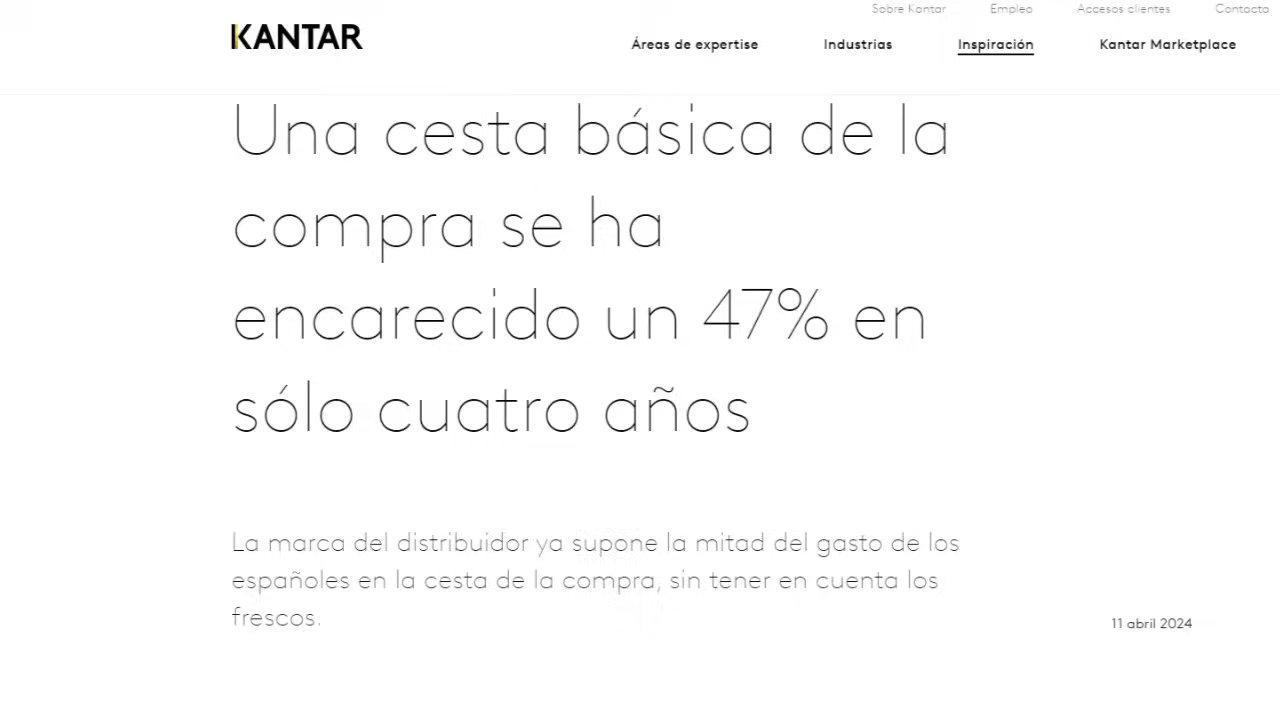 Sobre Kantar Empleo Accesos clientes Contacta
KANTAR
Áreas de expertise Industrias Inspiración Kantar Marketplace
Una cesta básica de la
compra se ha
encarecido un 47% en
sólo cuatro años
La marca del distribuidor ya supone la mitad del gasto de los
españoles en la cesta de la compra, sin tener en cuenta los
frescos.
11 abril 2024